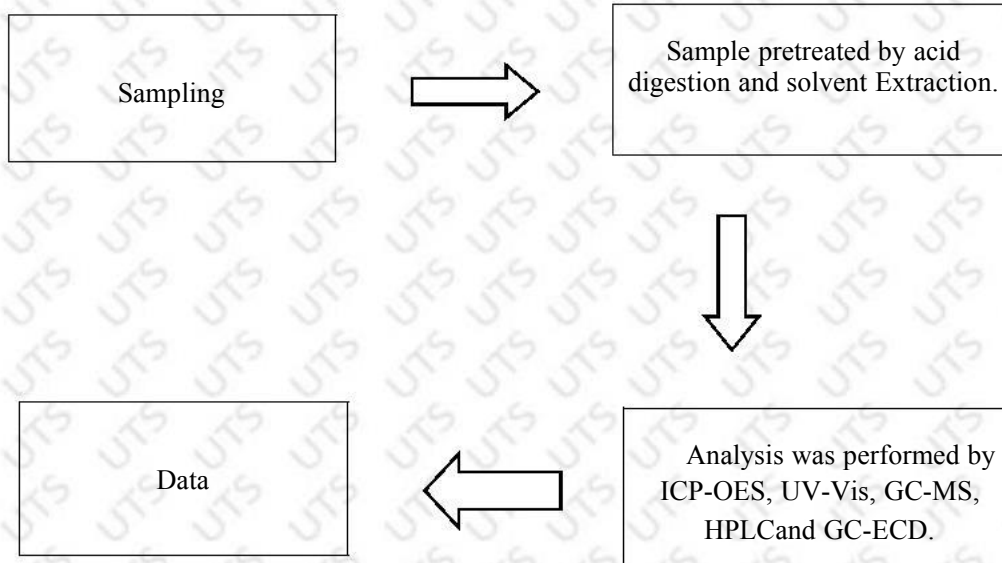 Sampling
Sample pretreated by acid
digestion and solvent Extraction.
Analysis was performed by
ICP-OES, UV-Vis, GC-MS,
HPLCand GC-ECD.
Data
UTS